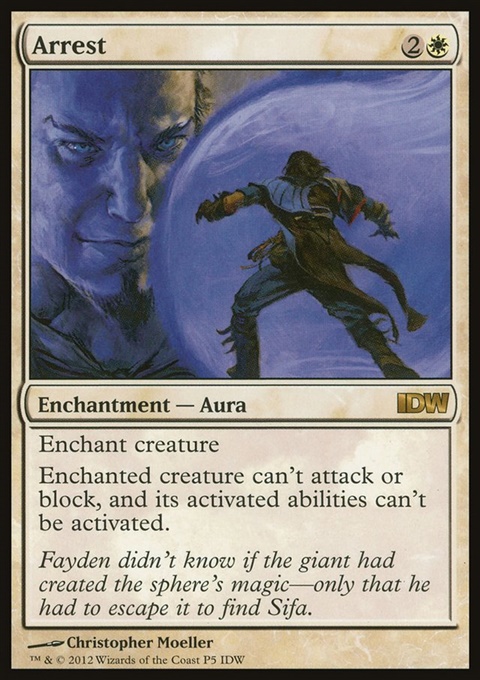 Arrest 2
Enchantment — Aura IDW
Enchant creature
Enchanted creature can't attack or
block, and its activated abilities can't
be activated.
Fayden didn't know if the giant had
created the sphere's magic—only that he
had to escape it to find Sifa.
Christopher Moeller
™ & © 2012 Wizards of the Coast P5 IDW